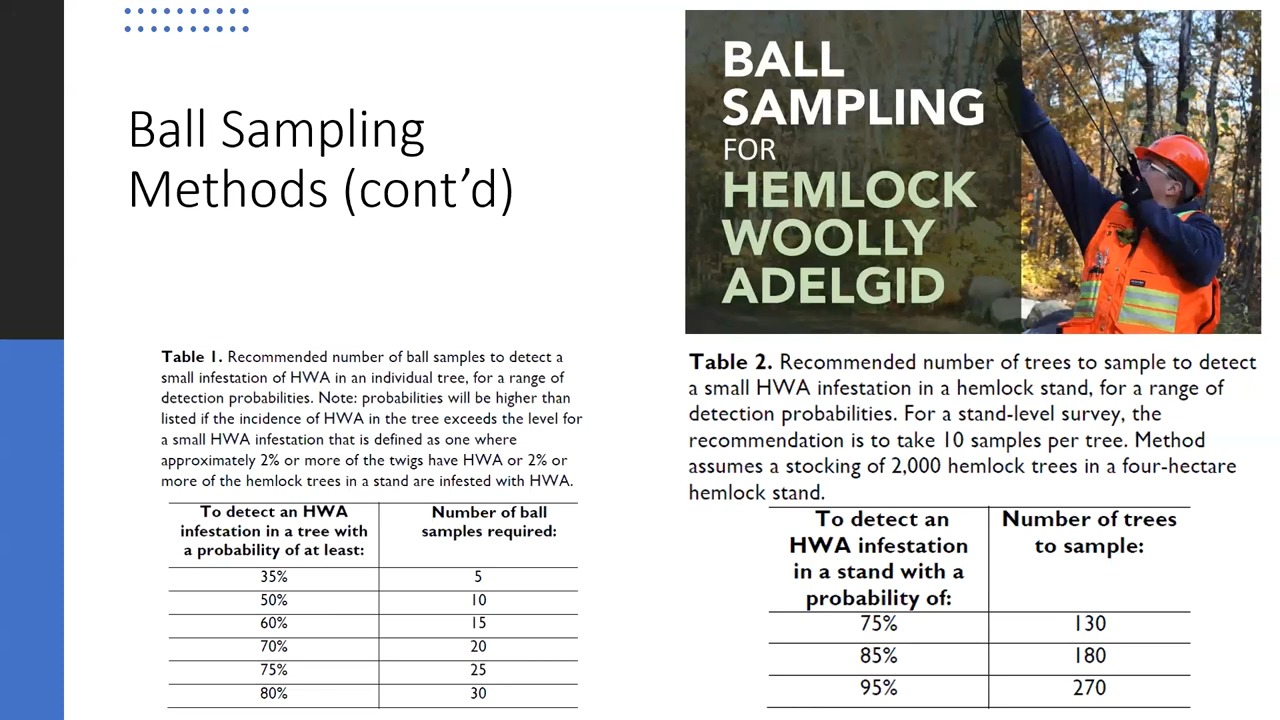 Ball Sampling
Methods (cont’d)
BALL
SAMPLING
FOR
HEMLOCK
WOOLLY
ADELGID
Table 1. Recommended number of ball samples to detect a
small infestation of HWA in an individual tree, for a range of
detection probabilities. Note: probabilities will be higher than
listed if the incidence of HWA in the tree exceeds the level for
a small HWA infestation that is defined as one where
approximately 2% or more of the twigs have HWA or 2% or
more of the hemlock trees in a stand are infested with HWA.
To detect an HWA
infestation in a tree with
a probability of at least:
Number of ball
samples required:
35% 5
50% 10
60% 15
70% 20
75% 25
80% 30
Table 2. Recommended number of trees to sample to detect
a small HWA infestation in a hemlock stand, for a range of
detection probabilities. For a stand-level survey, the
recommendation is to take 10 samples per tree. Method
assumes a stocking of 2,000 hemlock trees in a four-hectare
hemlock stand.
To detect an
HWA infestation
in a stand with a
probability of:
Number of trees
to sample:
75% 130
85% 180
95% 270